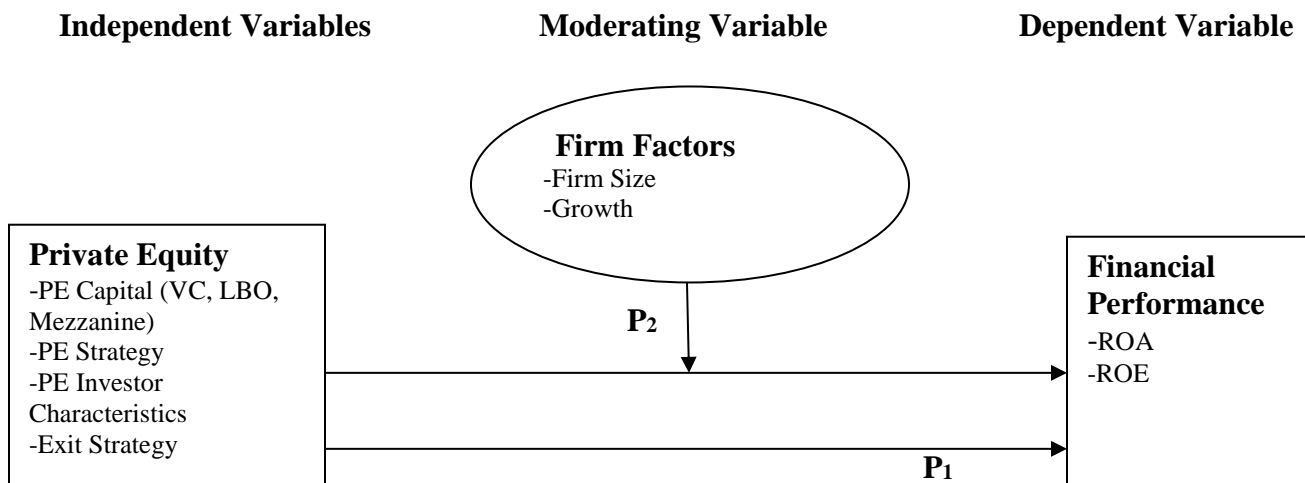 Independent Variables
Moderating Variable
Dependent Variable
Firm Factors
-Firm Size
-Growth
Private Equity
-PE Capital (VC, LBO,
Mezzanine)
-PE Strategy
-PE Investor
Characteristics
-Exit Strategy
P2
Financial
Performance
-ROA
-ROE
P1